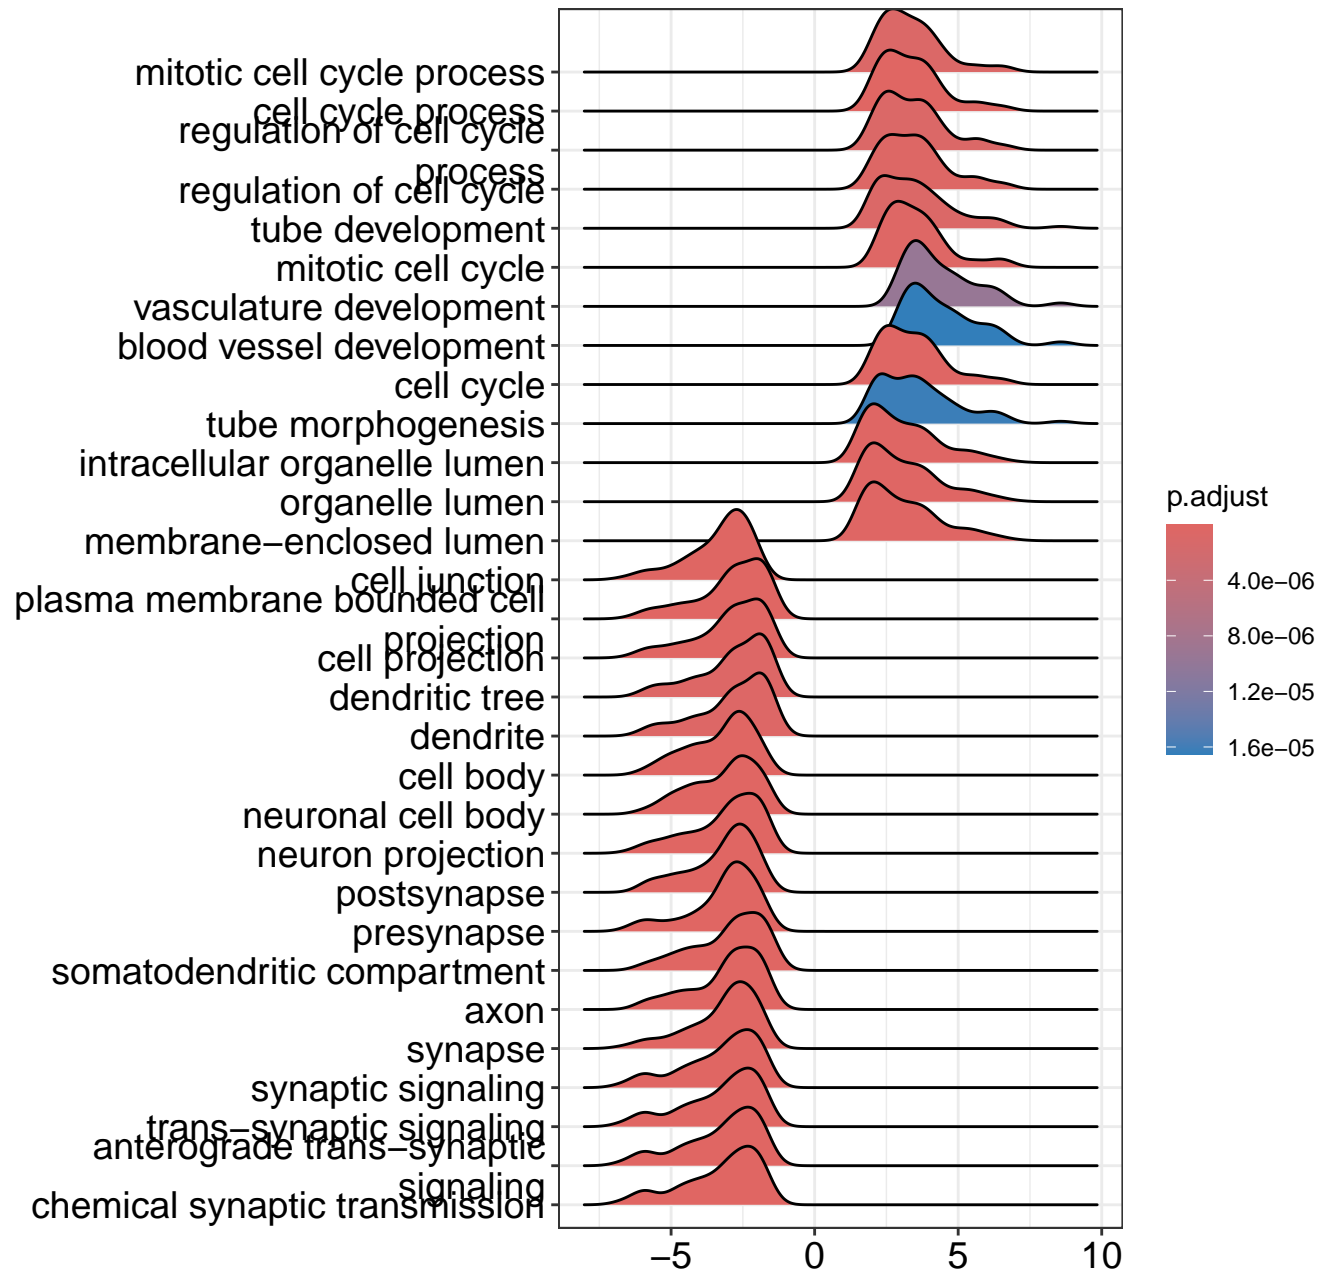 mitotic cell cycle process
cell cycle process
regulation of cell cycle
process
regulation of cell cycle
tube development
mitotic cell cycle
vasculature development
blood vessel development
cell cycle
tube morphogenesis
intracellular organelle lumen
organelle lumen
membrane−enclosed lumen
cell junction
plasma membrane bounded cell
projection
cell projection
dendritic tree
dendrite
cell body
neuronal cell body
neuron projection
postsynapse
presynapse
somatodendritic compartment
axon
synapse
synaptic signaling
trans−synaptic signaling
anterograde trans−synaptic
signaling
chemical synaptic transmission
−5 0 5 10
p.adjust
4.0e−06
8.0e−06
1.2e−05
1.6e−05